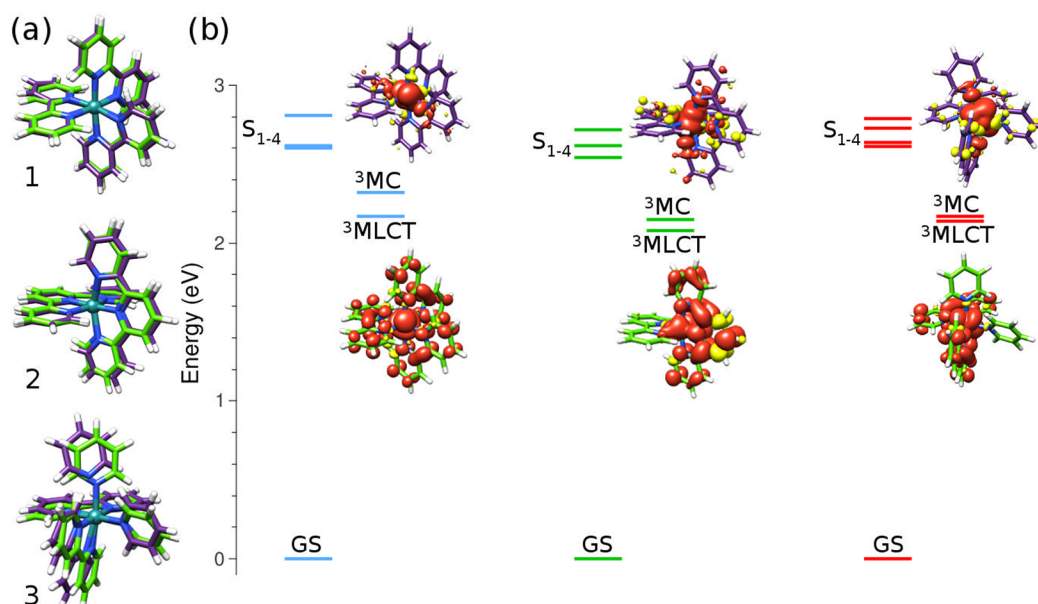 (a)
(b)
1
2
3
Energy (eV)
3
2
1
0
S1-4
3MC
3MLCT
GS
S1-4
3MC
3MLCT
GS
S1-4
3MC
3MLCT
GS